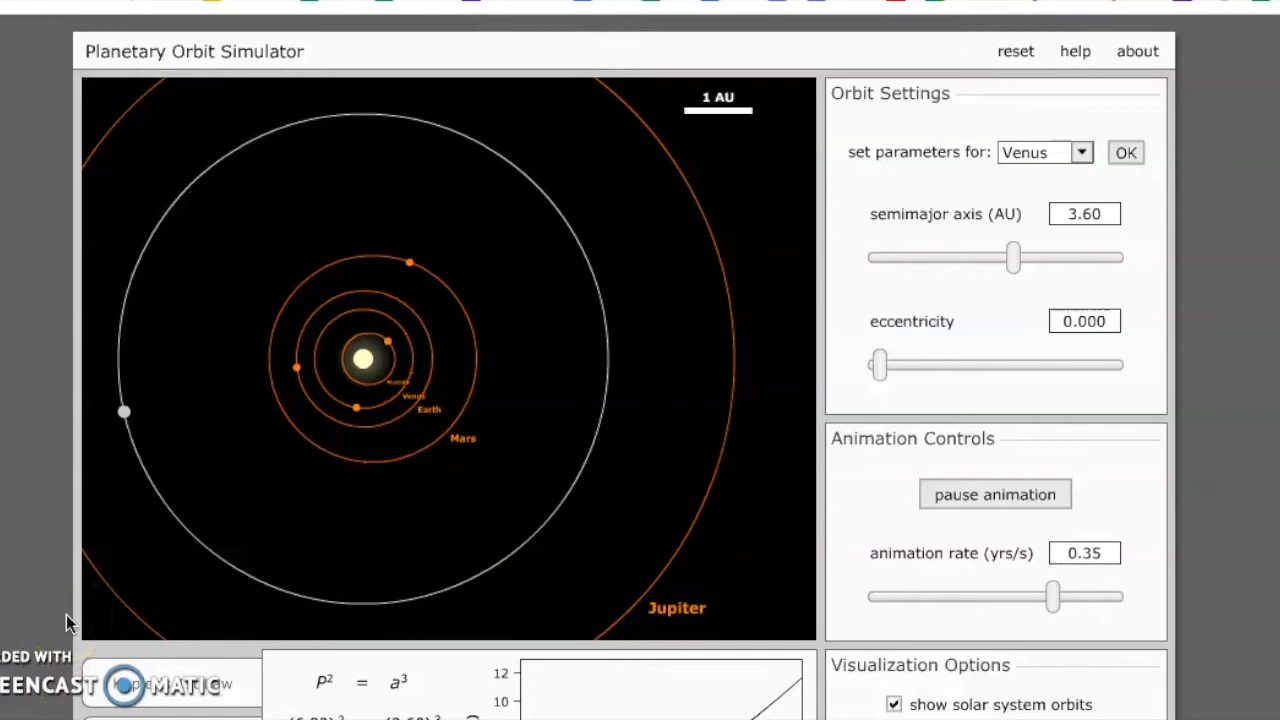 Planetary Orbit Simulator
reset help about
1 AU
Orbit Settings
set parameters for: Venus OK
semimajor axis (AU) 3.60
eccentricity 0.000
Venus
Earth
Mars
Animation Controls
pause animation
animation rate (yrs/s) 0.35
Jupiter
DED WITH
EENCAST MATIC
P² = a³
12
10
Visualization Options
show solar system orbits